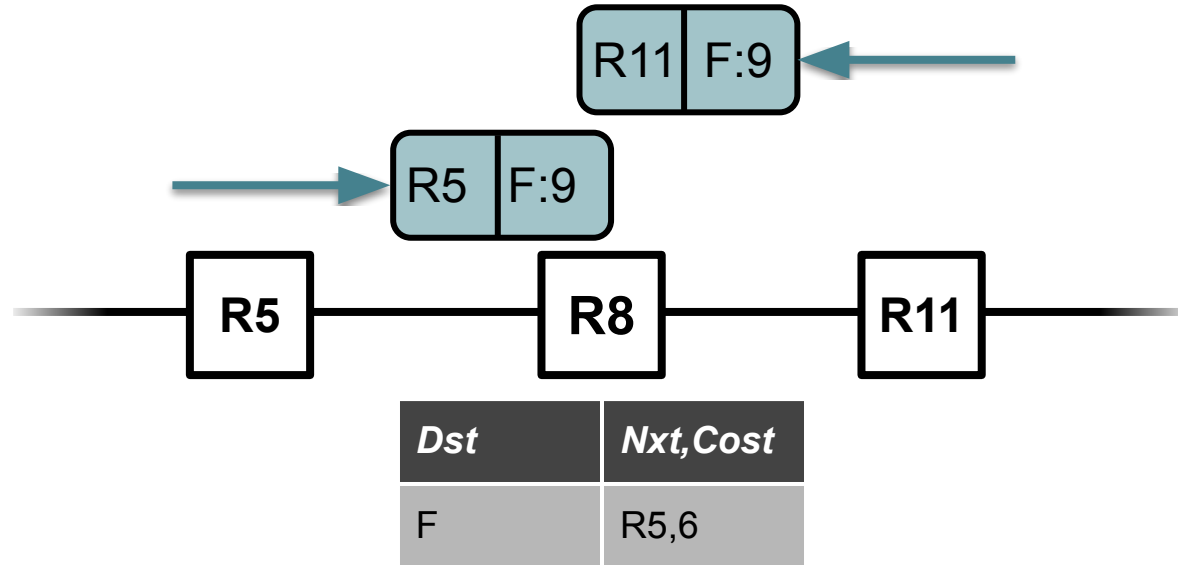 R11 F:9
R5 F:9
R5 R8 R11
Dst Nxt,Cost
F R5,6